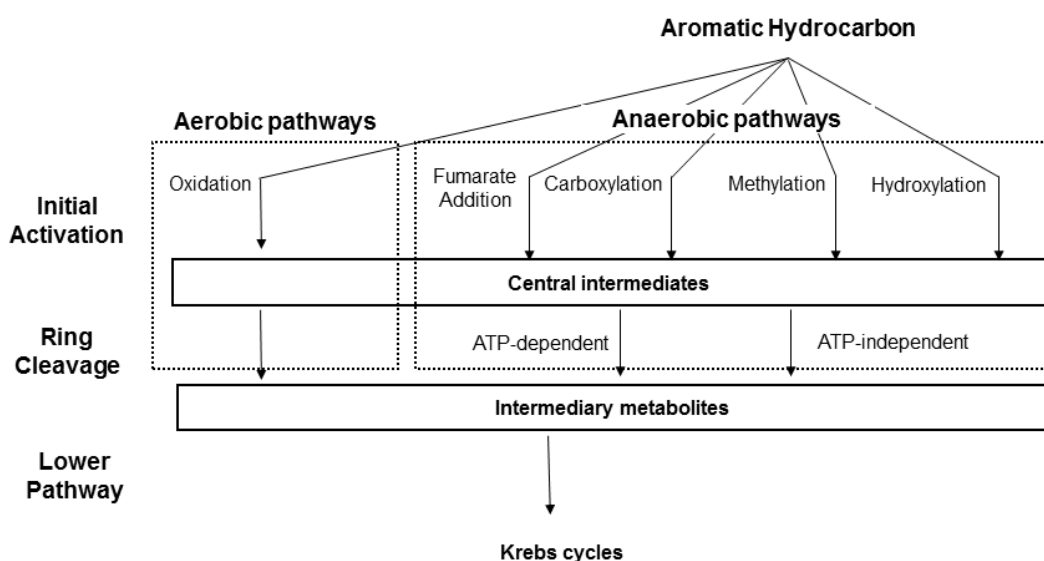 Aromatic Hydrocarbon
Aerobic pathways
Anaerobic pathways
Initial
Activation
Oxidation
Fumarate
Addition
Carboxylation
Methylation
Hydroxylation
Central intermediates
Ring
Cleavage
ATP-dependent
ATP-independent
Intermediary metabolites
Lower
Pathway
Krebs cycles